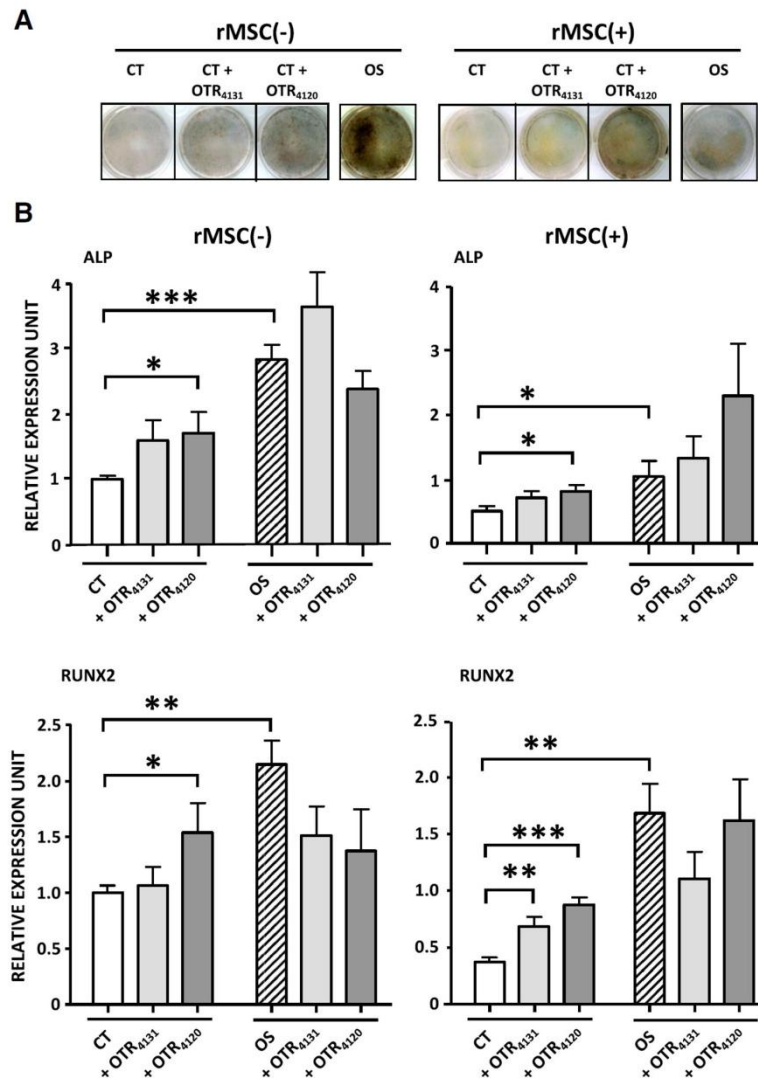 A
rMSC(-) rMSC(+)
CT CT + OTR4131 CT + OTR4120 OS CT CT + OTR4131 CT + OTR4120 OS
B
rMSC(-) rMSC(+)
ALP ALP
RELATIVE EXPRESSION UNIT
4
3
2
1
0
***
*
CT + OTR4131 + OTR4120 OS + OTR4131 + OTR4120
4
3
2
1
0
*
*
CT + OTR4131 + OTR4120 OS + OTR4131 + OTR4120
RUNX2 RUNX2
RELATIVE EXPRESSION UNIT
2.5
2.0
1.5
1.0
0.5
0
**
*
CT + OTR4131 + OTR4120 OS + OTR4131 + OTR4120
2.5
2.0
1.5
1.0
0.5
0
**
***
**
CT + OTR4131 + OTR4120 OS + OTR4131 + OTR4120